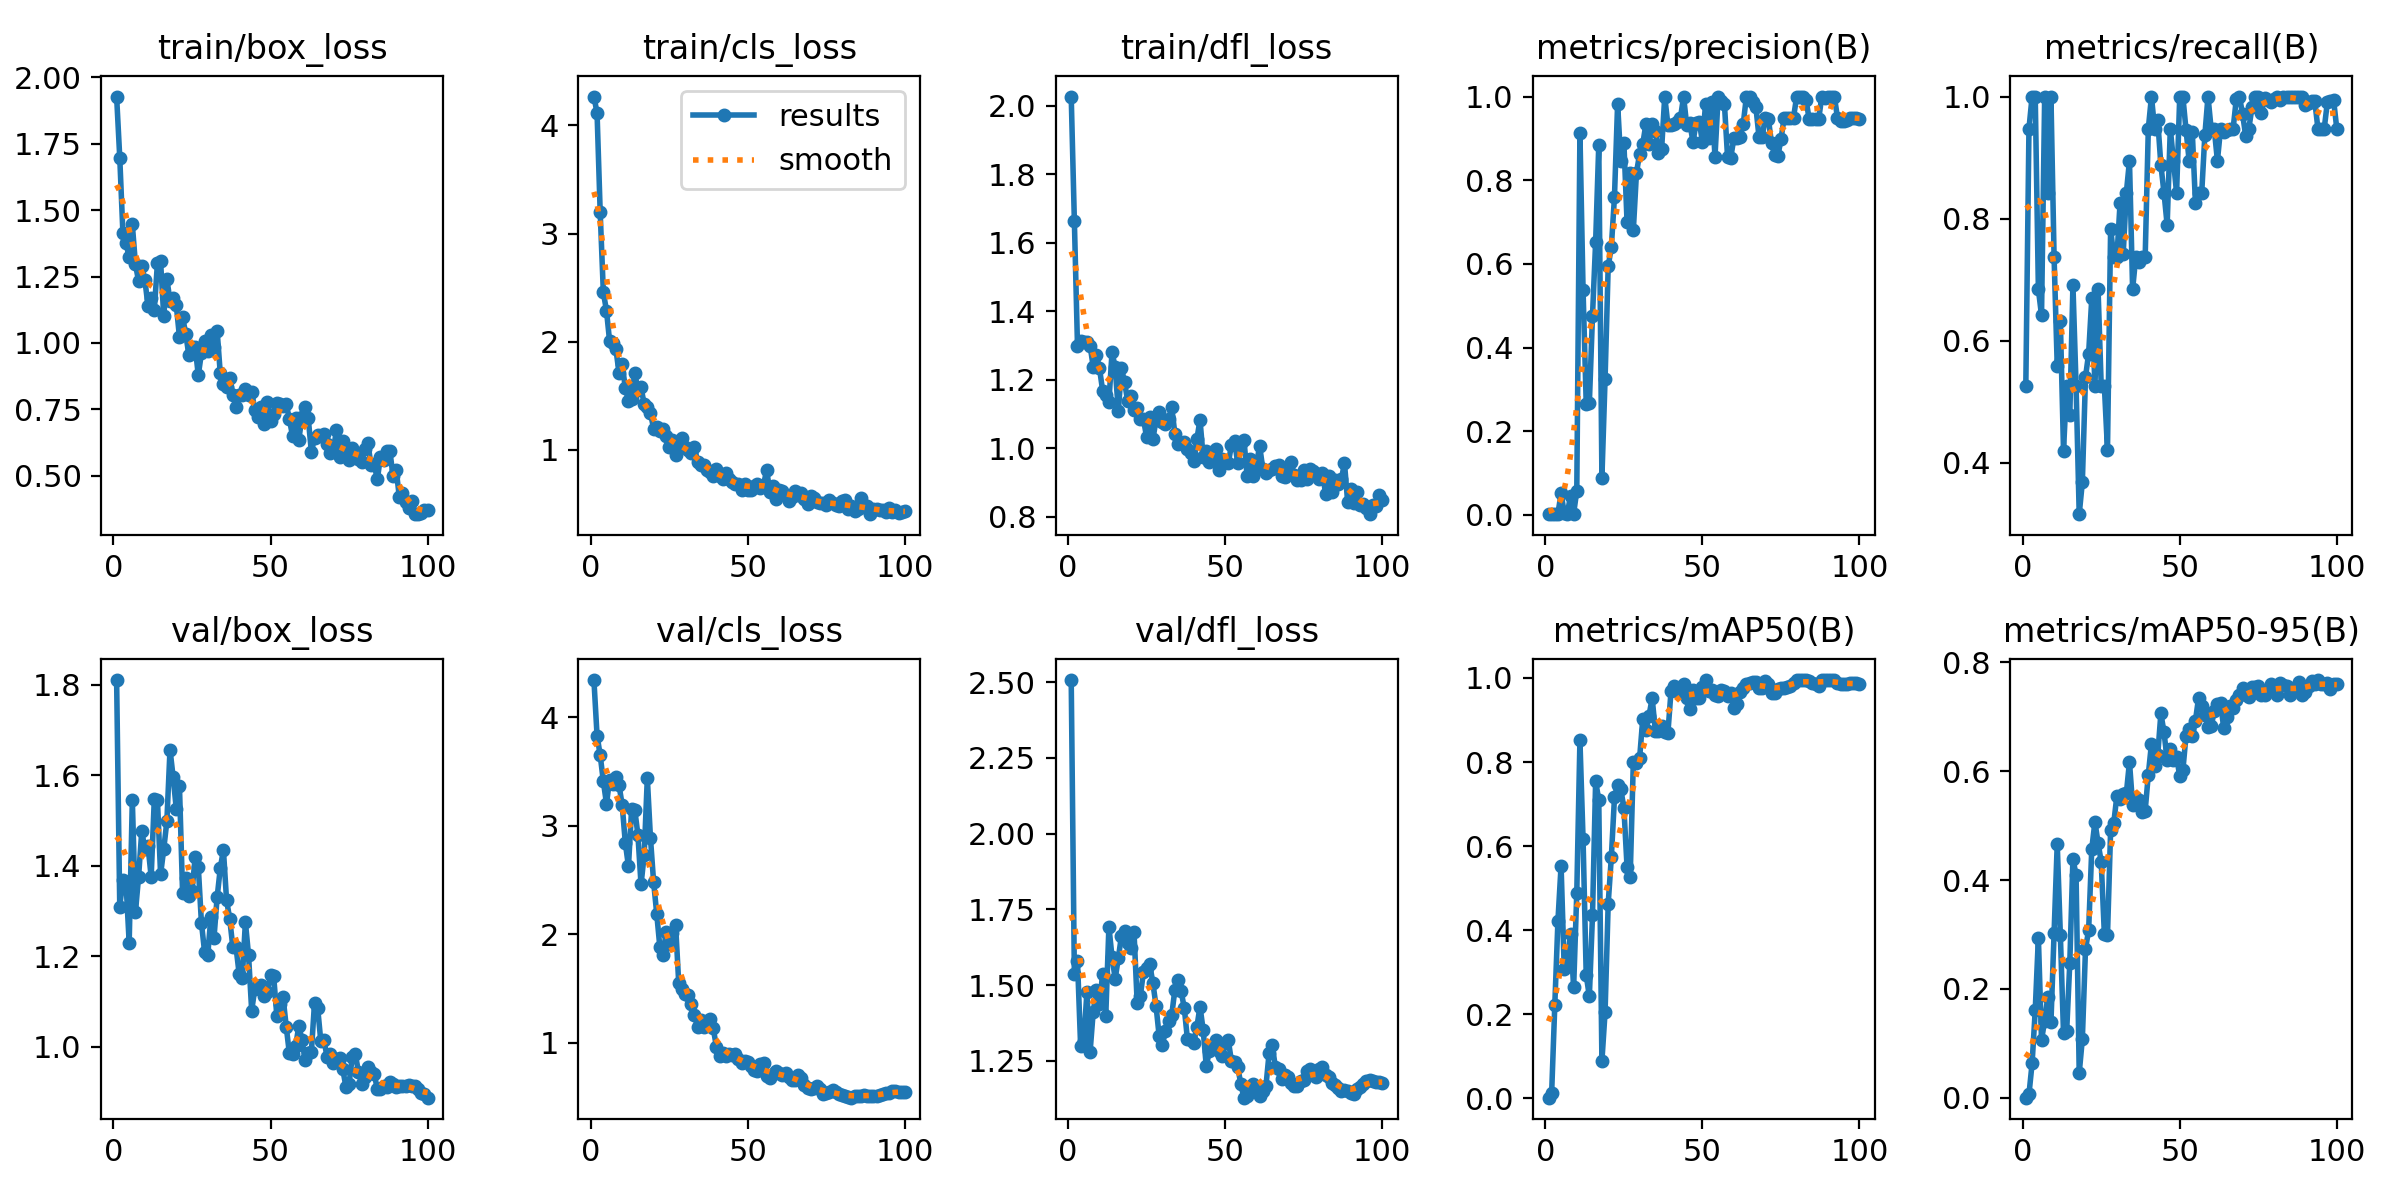 train/box_loss
2.00
1.75
1.50
1.25
1.00
0.75
0.50
0 50 100
train/cls_loss
results
smooth
4
3
2
1
0 50 100
train/dfl_loss
2.0
1.8
1.6
1.4
1.2
1.0
0.8
0 50 100
metrics/precision(B)
1.0
0.8
0.6
0.4
0.2
0.0
0 50 100
metrics/recall(B)
1.0
0.8
0.6
0.4
0 50 100
val/box_loss
1.8
1.6
1.4
1.2
1.0
0 50 100
val/cls_loss
4
3
2
1
0 50 100
val/dfl_loss
2.50
2.25
2.00
1.75
1.50
1.25
0 50 100
metrics/mAP50(B)
1.0
0.8
0.6
0.4
0.2
0.0
0 50 100
metrics/mAP50-95(B)
0.8
0.6
0.4
0.2
0.0
0 50 100